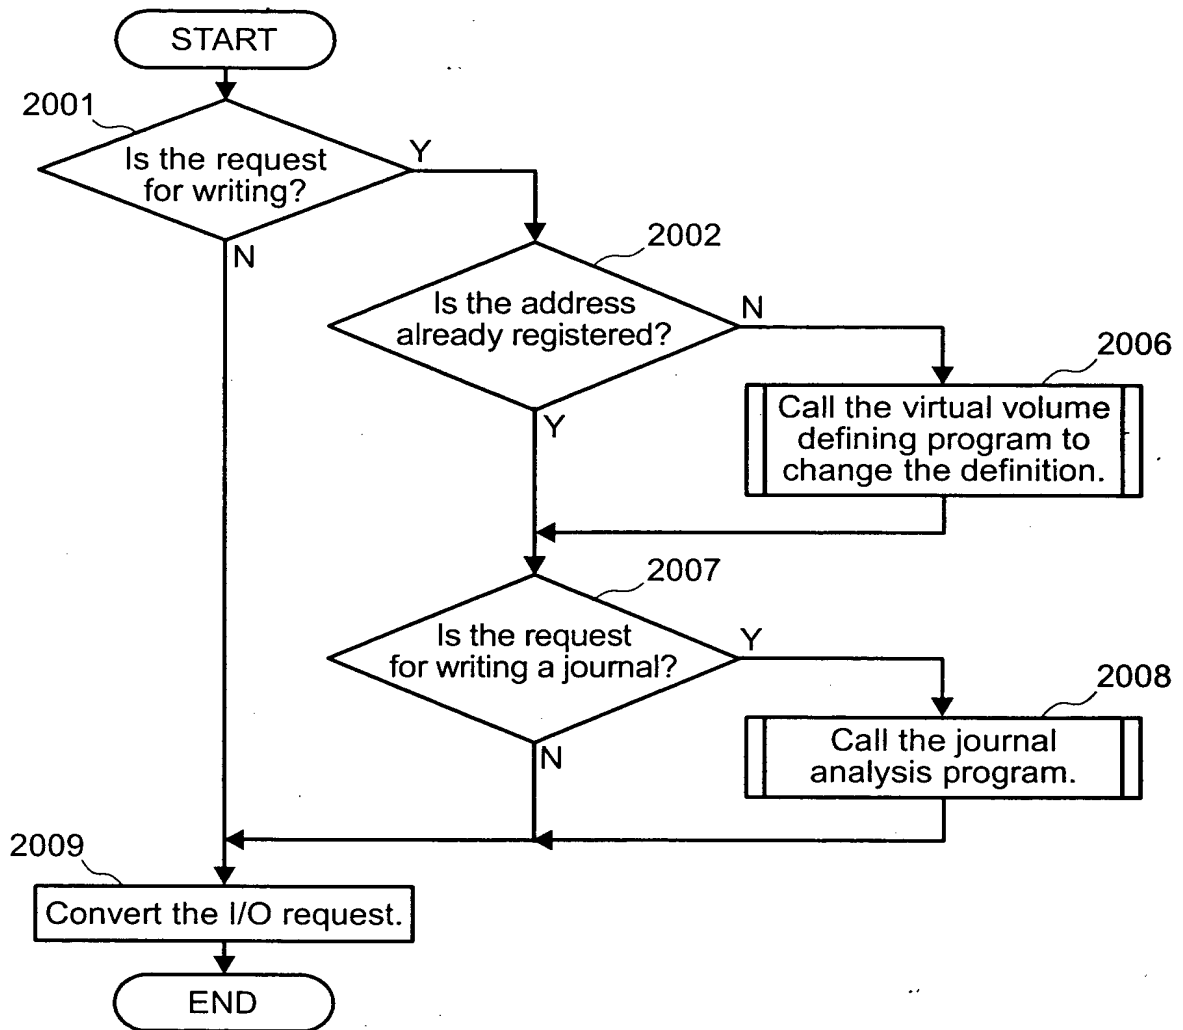 START
2001
Is the request
for writing?
Y
N
2002
Is the address
already registered?
N
Y
2006
Call the virtual volume
defining program to
change the definition.
2007
Is the request
for writing a journal?
Y
N
2008
Call the journal
analysis program.
2009
Convert the I/O request.
END